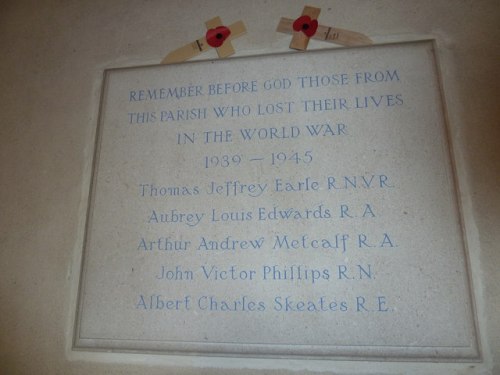 REMEMBER BEFORE GOD THOSE FROM
THIS PARISH WHO LOST THEIR LIVES
IN THE WORLD WAR
1939 - 1945
Thomas Jeffrey Earle R.N.V.R.
Aubrey Louis Edwards R.A
Arthur Andrew Metcalf R.A.
John Victor Phillips R.N.
Albert Charles Skeates R.E.